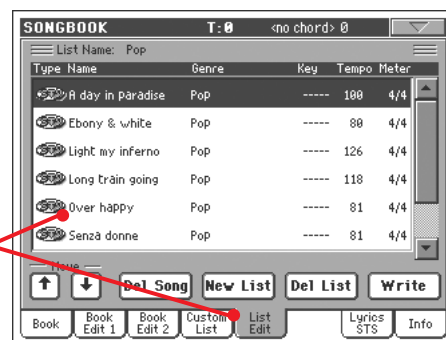 SONGBOOK T:0 <no chord> 0
List Name: Pop
Type Name Genre Key Tempo Meter
A day in paradise Pop ----- 100 4/4
Ebony & white Pop ----- 80 4/4
Light my inferno Pop ----- 126 4/4
Long train going Pop ----- 118 4/4
Over happy Pop ----- 81 4/4
Senza donne Pop ----- 81 4/4
Move
Del Song New List Del List Write
Book Book Edit 1 Book Edit 2 Custom List List Edit Lyrics STS Info